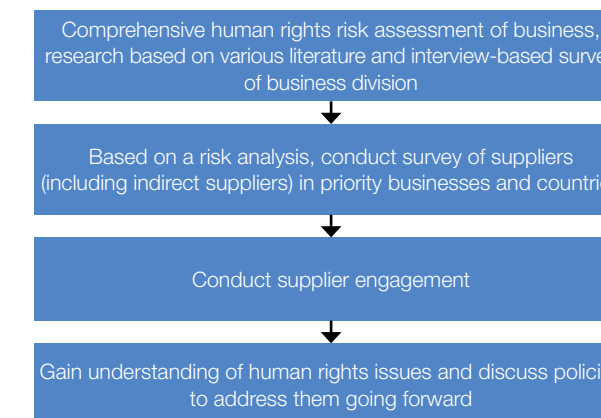 Comprehensive human rights risk assessment of business,
research based on various literature and interview-based surve
of business division
Based on a risk analysis, conduct survey of suppliers
(including indirect suppliers) in priority businesses and countri
Conduct supplier engagement
Gain understanding of human rights issues and discuss polici
to address them going forward